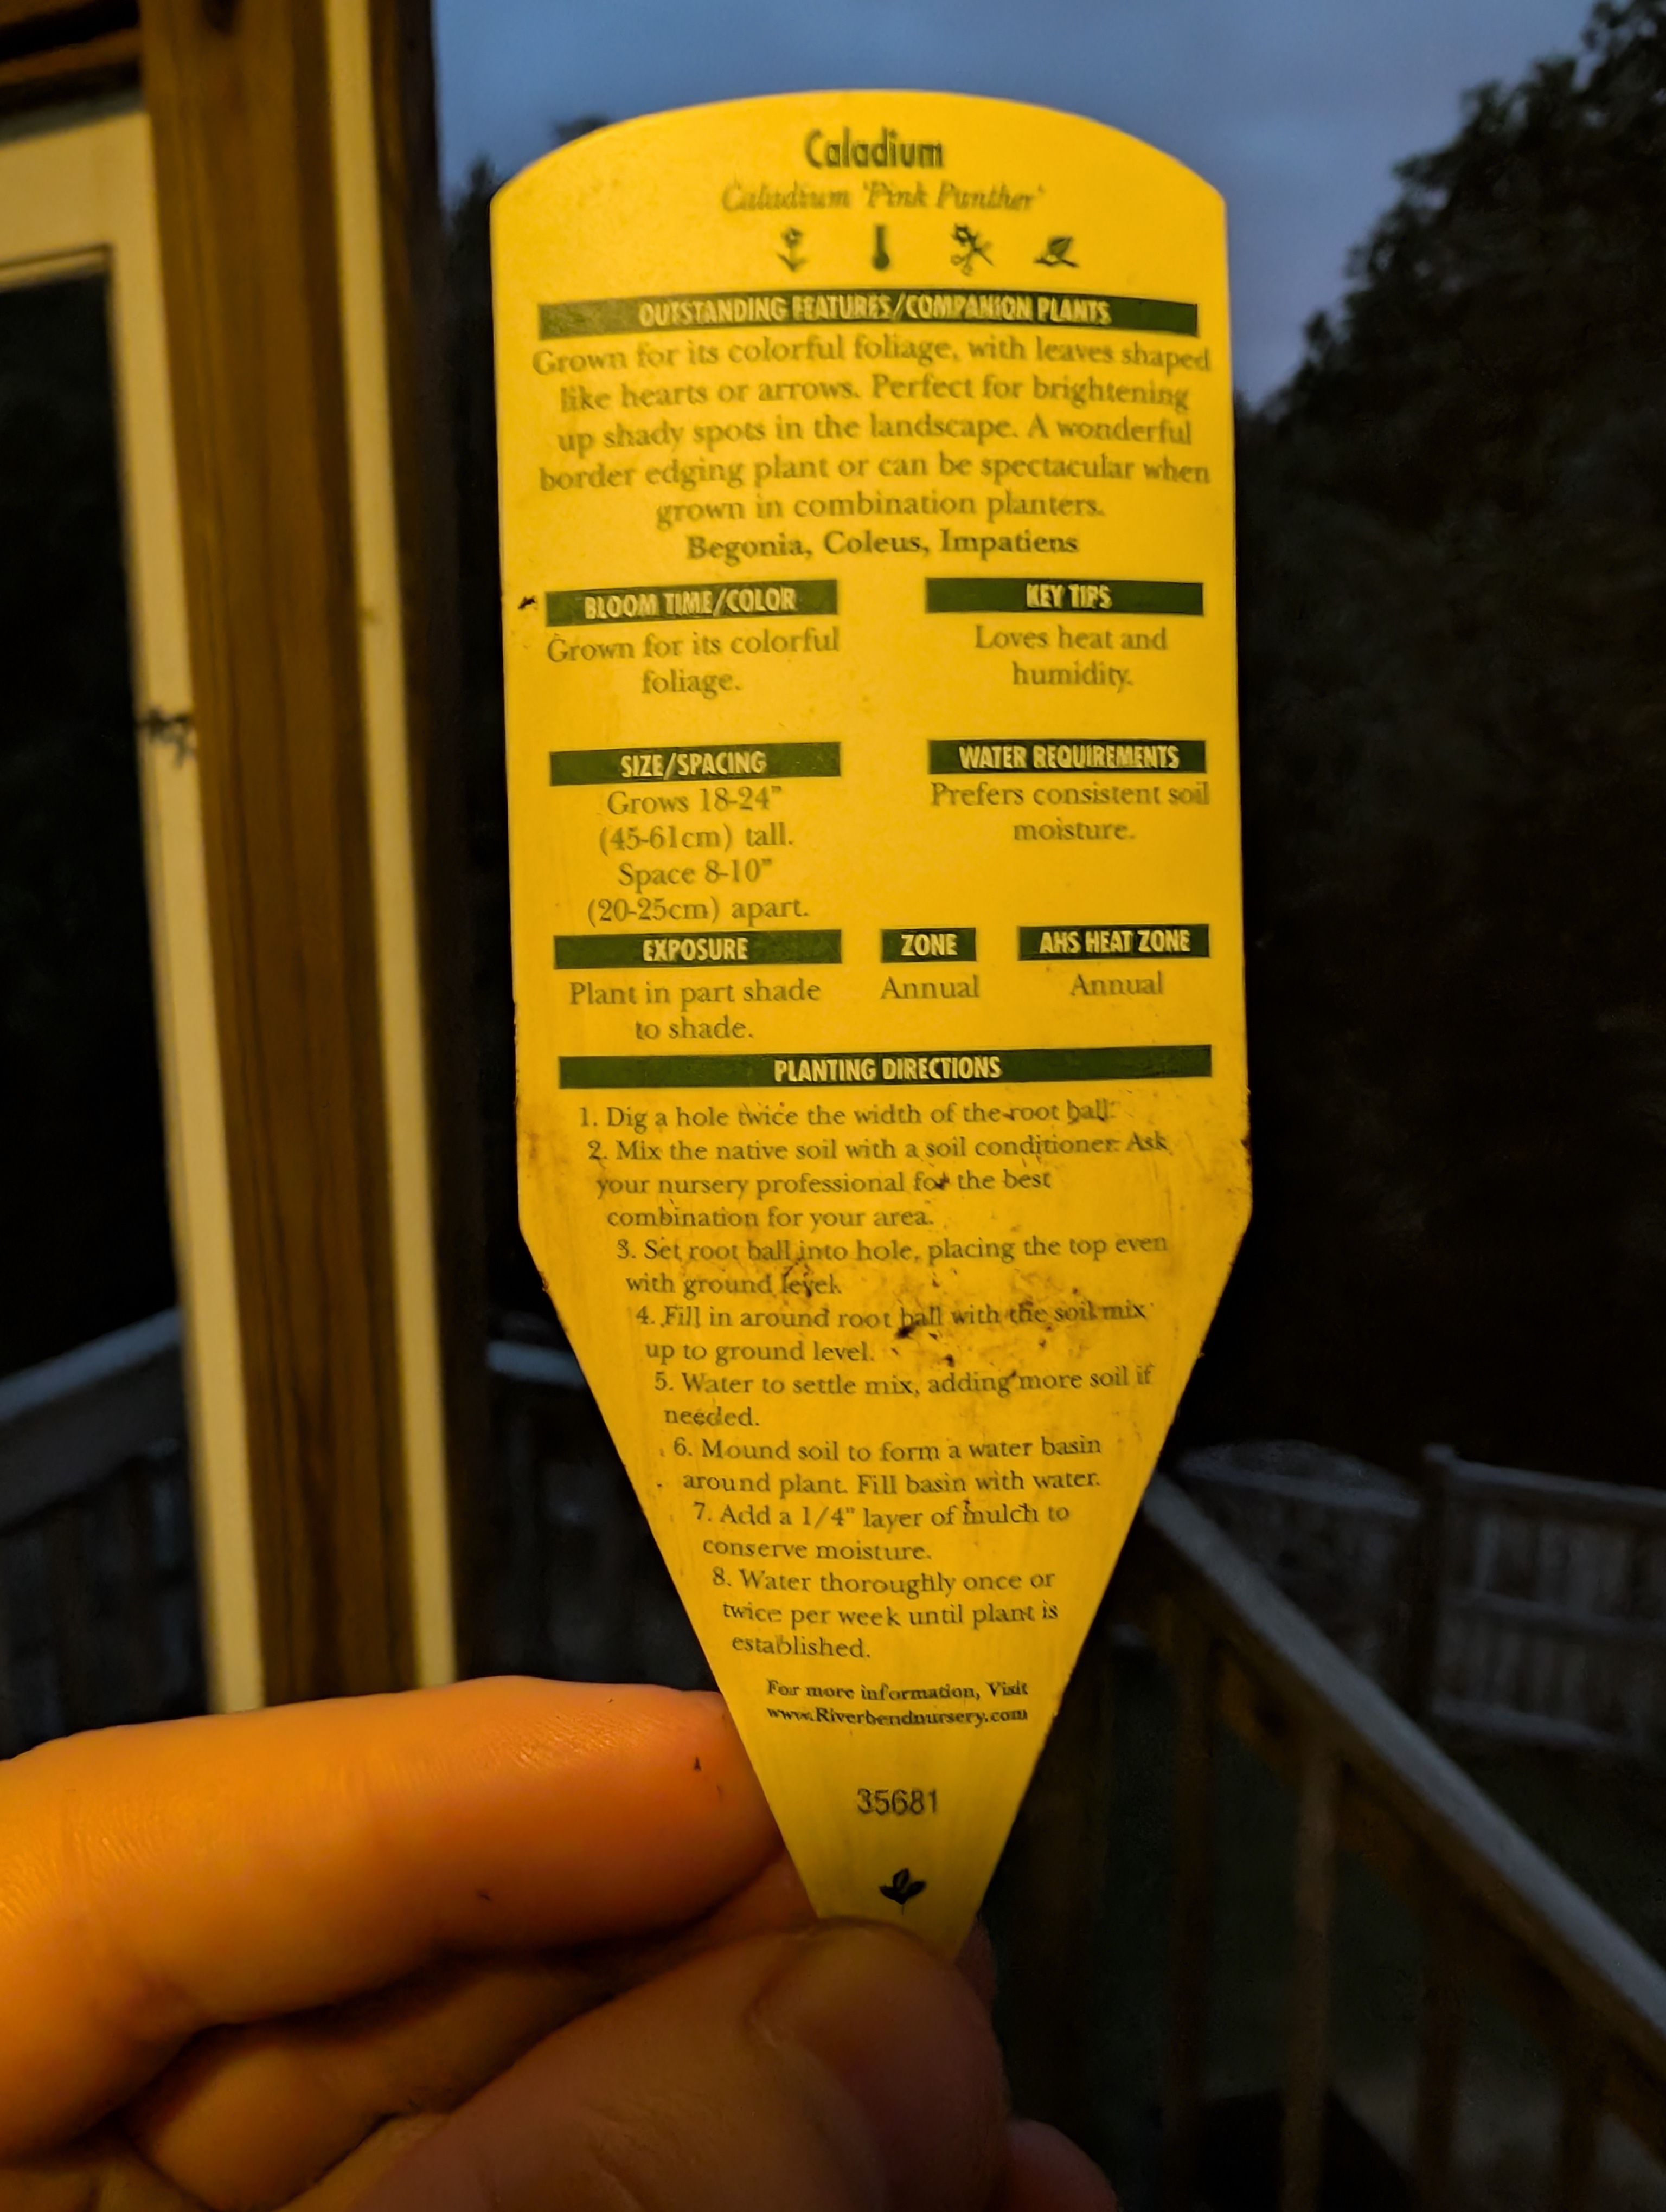 Caladium
Caladium 'Pink Panther'
OUTSTANDING FEATURES/COMPANION PLANTS
Grown for its colorful foliage, with leaves shaped
like hearts or arrows. Perfect for brightening
up shady spots in the landscape. A wonderful
border edging plant or can be spectacular when
grown in combination planters.
Begonia, Coleus, Impatiens
BLOOM TIME/COLOR
Grown for its colorful
foliage.
KEY TIPS
Loves heat and
humidity.
SIZE/SPACING
Grows 18-24"
(45-61cm) tall.
Space 8-10"
(20-25cm) apart.
WATER REQUIREMENTS
Prefers consistent soil
moisture.
EXPOSURE
Plant in part shade
to shade.
ZONE
Annual
AHS HEAT ZONE
Annual
PLANTING DIRECTIONS
1. Dig a hole twice the width of the root ball.
2. Mix the native soil with a soil conditioner. Ask
your nursery professional for the best
combination for your area.
3. Set root ball into hole, placing the top even
with ground level.
4. Fill in around root ball with the soil mix
up to ground level.
5. Water to settle mix, adding more soil if
needed.
6. Mound soil to form a water basin
around plant. Fill basin with water.
7. Add a 1/4" layer of mulch to
conserve moisture.
8. Water thoroughly once or
twice per week until plant is
established.
For more information, Visit
www.Riverbendnursery.com
35681